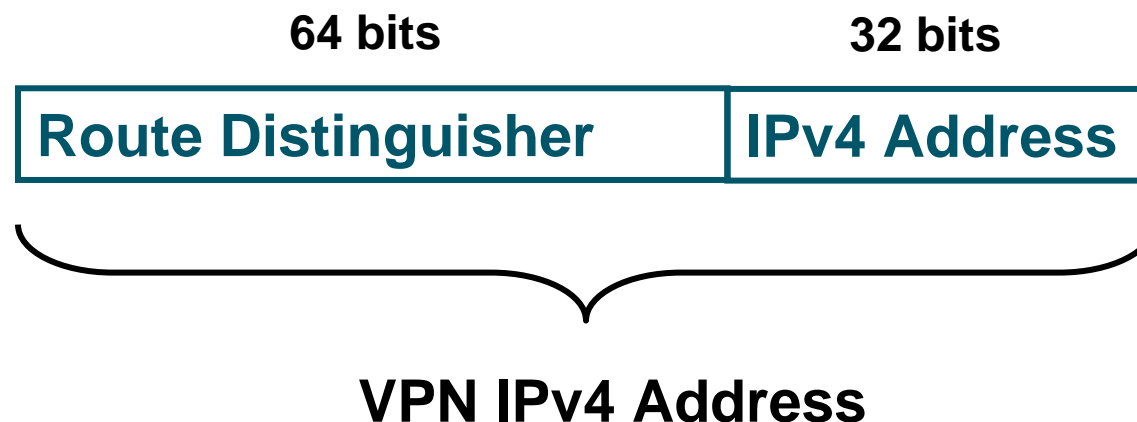 64 bits 32 bits
Route Distinguisher IPv4 Address
VPN IPv4 Address